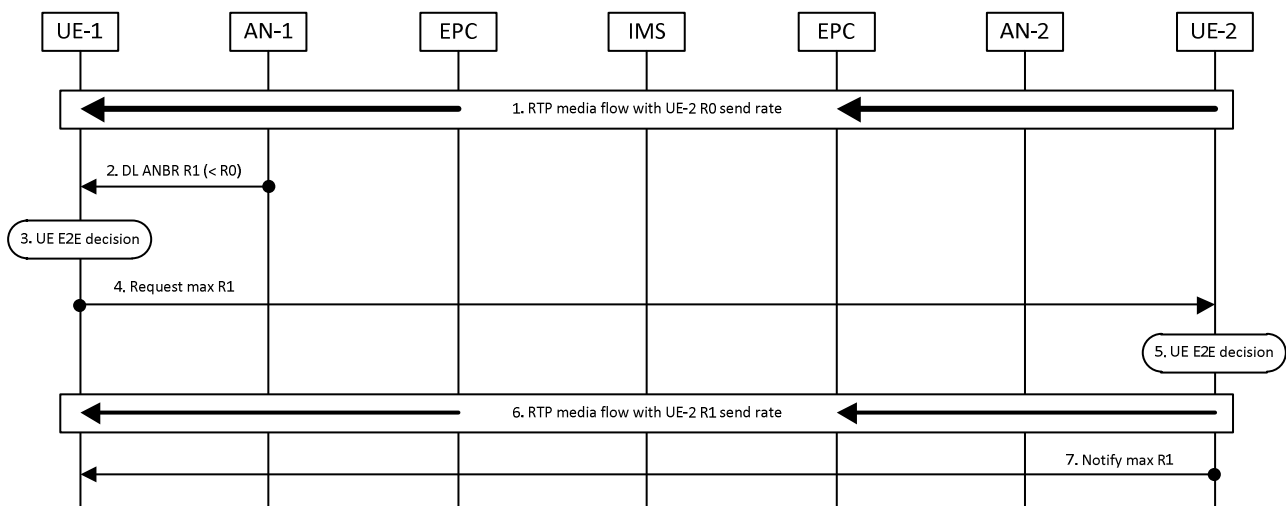 UE-1
AN-1
EPC
IMS
EPC
AN-2
UE-2
1. RTP media flow with UE-2 R0 send rate
2. DL ANBR R1 (< R0)
3. UE E2E decision
4. Request max R1
5. UE E2E decision
6. RTP media flow with UE-2 R1 send rate
7. Notify max R1